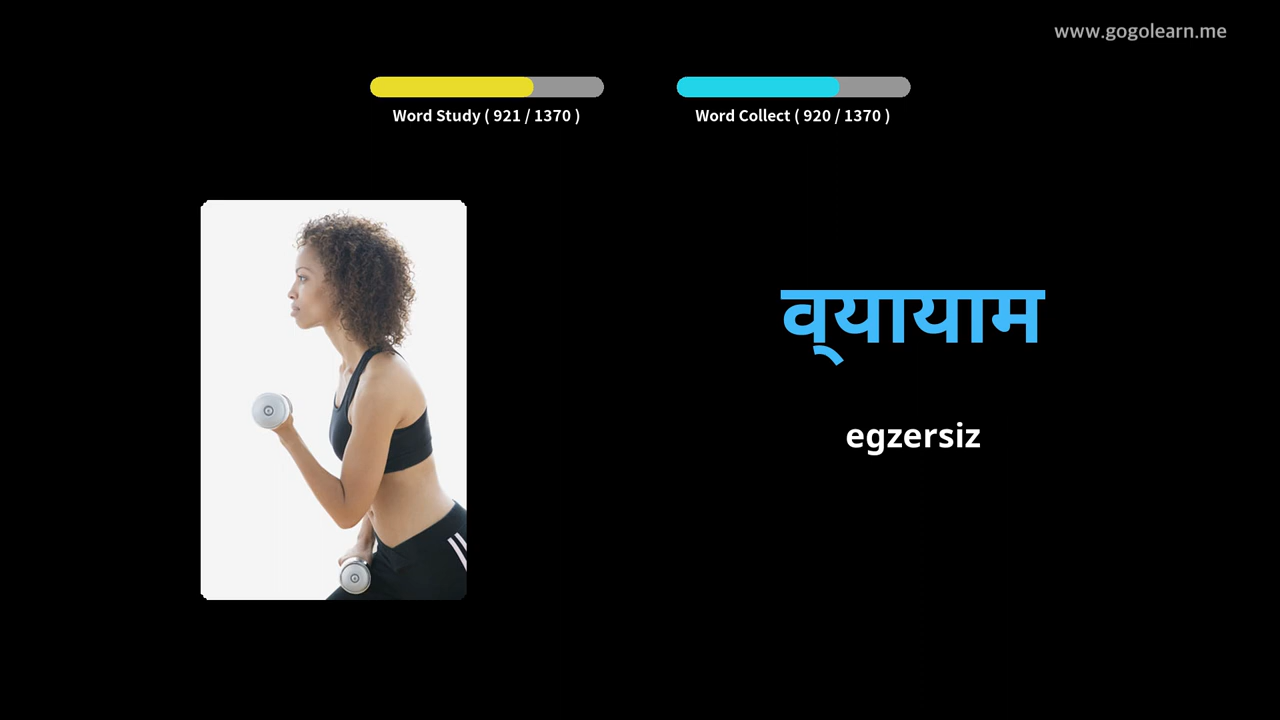 www.gogolearn.me
Word Study ( 921 / 1370 )
Word Collect ( 920 / 1370 )
व्यायाम
egzersiz